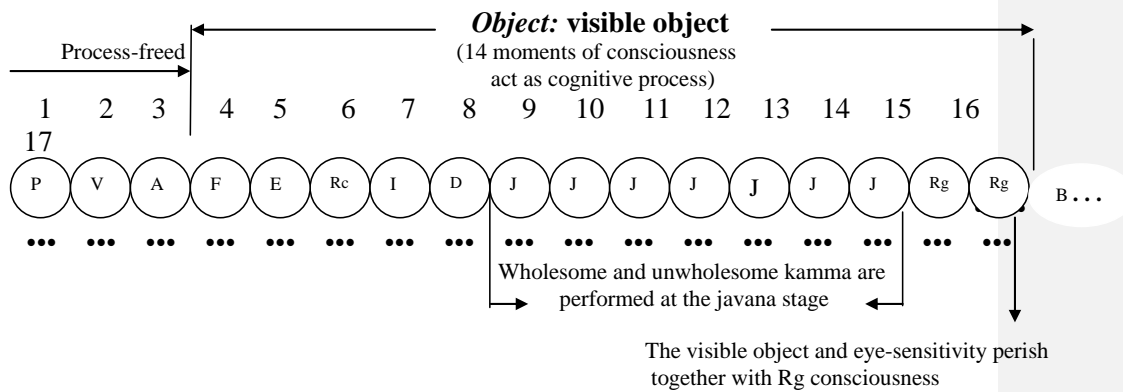 Object: visible object
Process-freed
(14 moments of consciousness
act as cognitive process)
1 2 3 4 5 6 7 8 9 10 11 12 13 14 15 16
17
P V A F E Rc I D J J J J J J J Rg Rg B . . .
Wholesome and unwholesome kamma are
performed at the javana stage
The visible object and eye-sensitivity perish
together with Rg consciousness